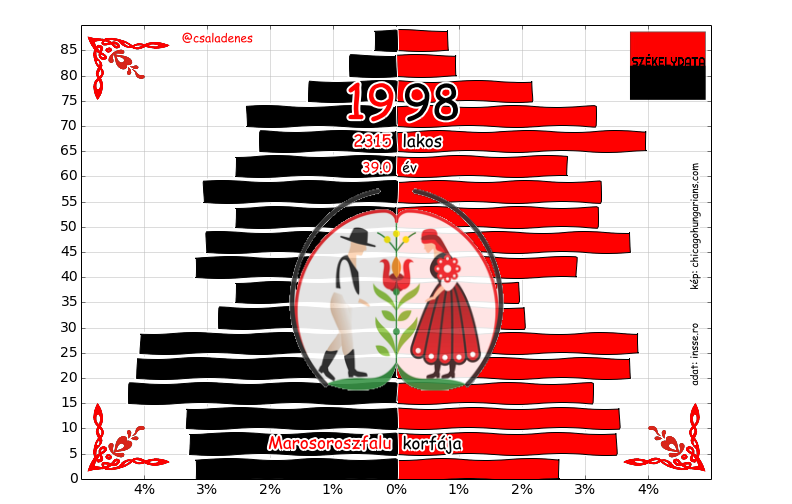 @csaladenes
SZÉKELYDATA
1998
2315 lakos
39.0 év
kép: chicagohungarians.com
adat: insse.ro
Marosoroszfalu korfája
85
80
75
70
65
60
55
50
45
40
35
30
25
20
15
10
5
0
4% 3% 2% 1% 0% 1% 2% 3% 4%